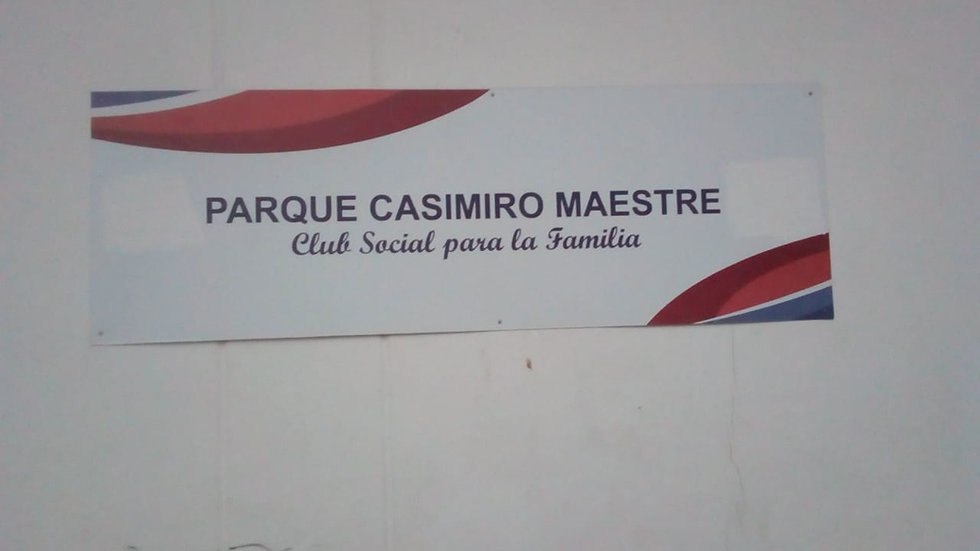 PARQUE CASIMIRO MAESTRE
Club Social para la Familia